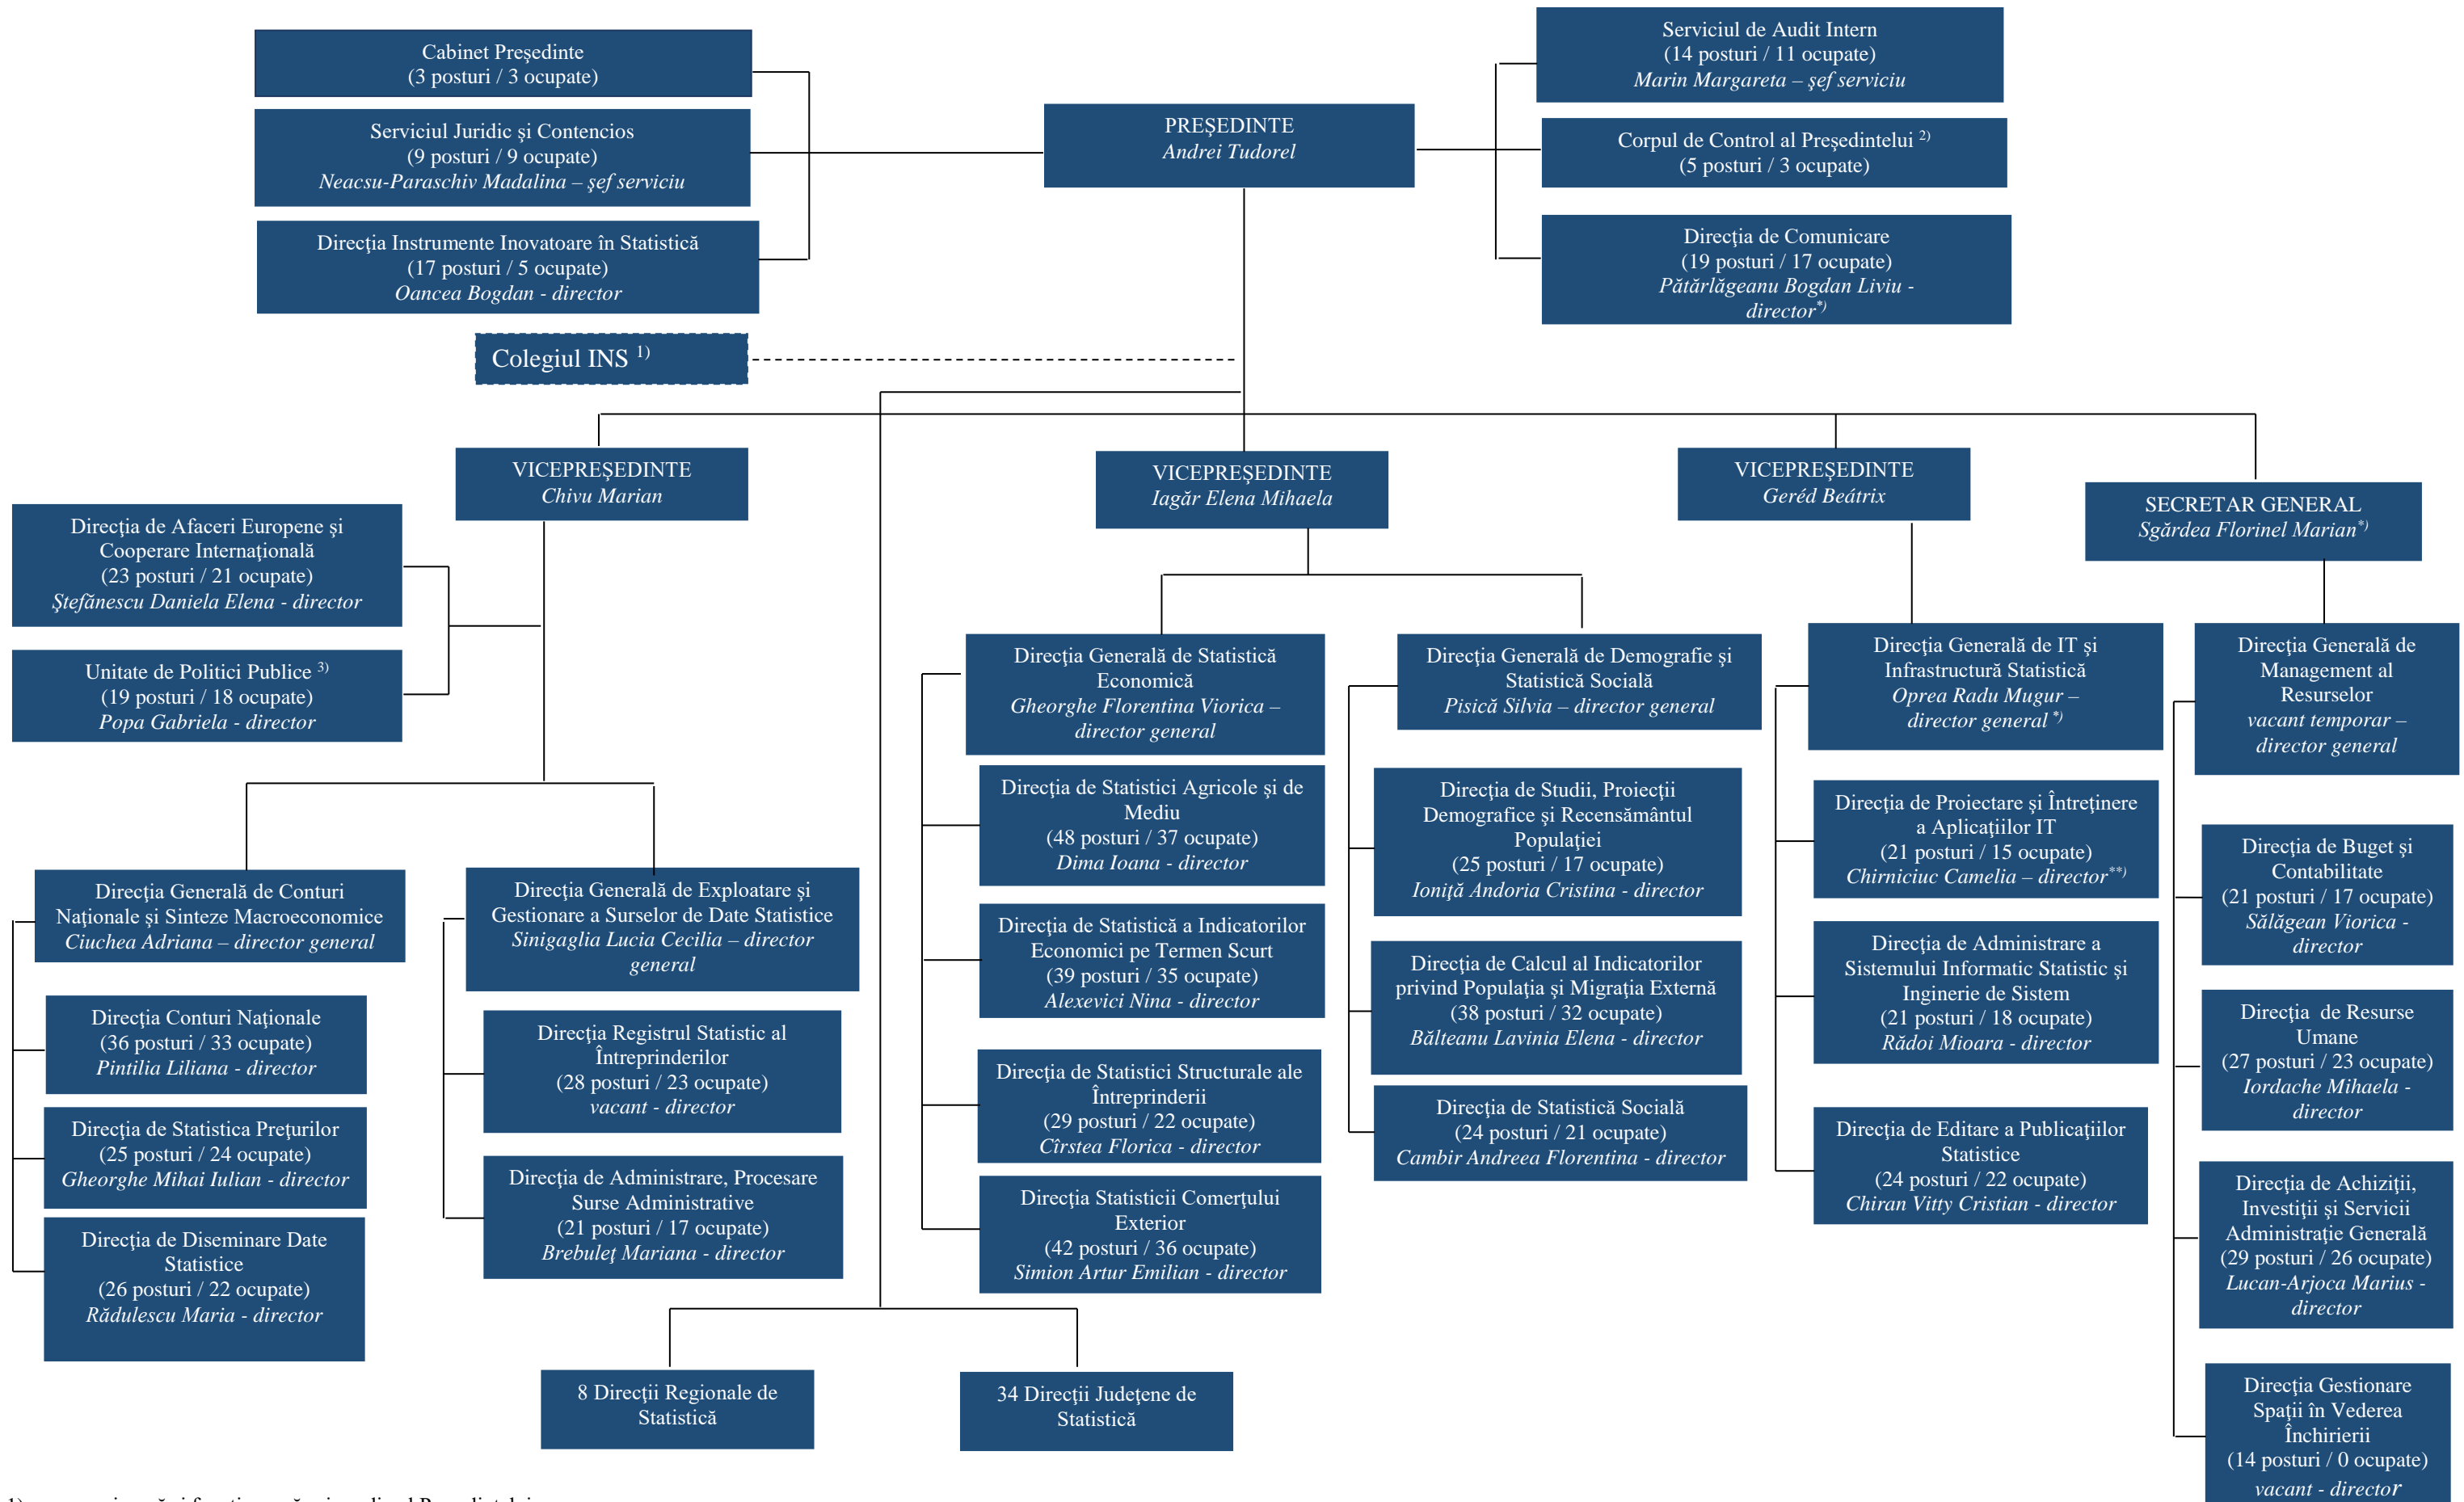 Cabinet Preşedinte
(3 posturi / 3 ocupate)
Serviciul Juridic şi Contencios
(9 posturi / 9 ocupate)
Neacsu-Paraschiv Madalina – şef serviciu
Direcţia Instrumente Inovatoare în Statistică
(17 posturi / 5 ocupate)
Oancea Bogdan - director
PREŞEDINTE
Andrei Tudorel
Serviciul de Audit Intern
(14 posturi / 11 ocupate)
Marin Margareta – şef serviciu
Corpul de Control al Preşedintelui 2)
(5 posturi / 3 ocupate)
Direcţia de Comunicare
(19 posturi / 17 ocupate)
Pătărlăgeanu Bogdan Liviu -
director*)
Colegiul INS 1)
VICEPREŞEDINTE
Chivu Marian
VICEPREŞEDINTE
Iagăr Elena Mihaela
VICEPREŞEDINTE
Geréd Beátrix
SECRETAR GENERAL
Sgărdea Florinel Marian*)
Direcţia de Afaceri Europene şi
Cooperare Internaţională
(23 posturi / 21 ocupate)
Ştefănescu Daniela Elena - director
Unitate de Politici Publice 3)
(19 posturi / 18 ocupate)
Popa Gabriela - director
Direcţia Generală de Conturi
Naţionale şi Sinteze Macroeconomice
Ciuchea Adriana – director general
Direcţia Conturi Naţionale
(36 posturi / 33 ocupate)
Pintilia Liliana - director
Direcţia de Statistica Preţurilor
(25 posturi / 24 ocupate)
Gheorghe Mihai Iulian - director
Direcţia de Diseminare Date
Statistice
(26 posturi / 22 ocupate)
Rădulescu Maria - director
Direcţia Generală de Exploatare şi
Gestionare a Surselor de Date Statistice
Sinigaglia Lucia Cecilia – director
general
Direcţia Registrul Statistic al
Întreprinderilor
(28 posturi / 23 ocupate)
vacant - director
Direcţia de Administrare, Procesare
Surse Administrative
(21 posturi / 17 ocupate)
Brebuleţ Mariana - director
Direcţia Generală de Statistică
Economică
Gheorghe Florentina Viorica –
director general
Direcţia de Statistici Agricole şi de
Mediu
(48 posturi / 37 ocupate)
Dima Ioana - director
Direcţia de Statistică a Indicatorilor
Economici pe Termen Scurt
(39 posturi / 35 ocupate)
Alexevici Nina - director
Direcţia de Statistici Structurale ale
Întreprinderii
(29 posturi / 22 ocupate)
Cîrstea Florica - director
Direcţia Statisticii Comerţului
Exterior
(42 posturi / 36 ocupate)
Simion Artur Emilian - director
Direcţia Generală de Demografie şi
Statistică Socială
Pisică Silvia – director general
Direcţia de Studii, Proiecţii
Demografice şi Recensământul
Populaţiei
(25 posturi / 17 ocupate)
Ioniţă Andoria Cristina - director
Direcţia de Calcul al Indicatorilor
privind Populaţia şi Migraţia Externă
(38 posturi / 32 ocupate)
Bălteanu Lavinia Elena - director
Direcţia de Statistică Socială
(24 posturi / 21 ocupate)
Cambir Andreea Florentina - director
Direcţia Generală de IT şi
Infrastructură Statistică
Oprea Radu Mugur –
director general *)
Direcţia de Proiectare şi Întreţinere
a Aplicaţiilor IT
(21 posturi / 15 ocupate)
Chirniciuc Camelia – director**)
Direcţia de Administrare a
Sistemului Informatic Statistic şi
Inginerie de Sistem
(21 posturi / 18 ocupate)
Rădoi Mioara - director
Direcţia de Editare a Publicaţiilor
Statistice
(24 posturi / 22 ocupate)
Chiran Vitty Cristian - director
Direcţia Generală de
Management al
Resurselor
vacant temporar –
director general
Direcţia de Buget şi
Contabilitate
(21 posturi / 17 ocupate)
Sălăgean Viorica -
director
Direcţia  de Resurse
Umane
(27 posturi / 23 ocupate)
Iordache Mihaela -
director
Direcţia de Achiziţii,
Investiţii şi Servicii
Administraţie Generală
(29 posturi / 26 ocupate)
Lucan-Arjoca Marius -
director
Direcţia Gestionare
Spaţii în Vederea
Închirierii
(14 posturi / 0 ocupate)
vacant - director
8 Direcţii Regionale de
Statistică
34 Direcţii Judeţene de
Statistică